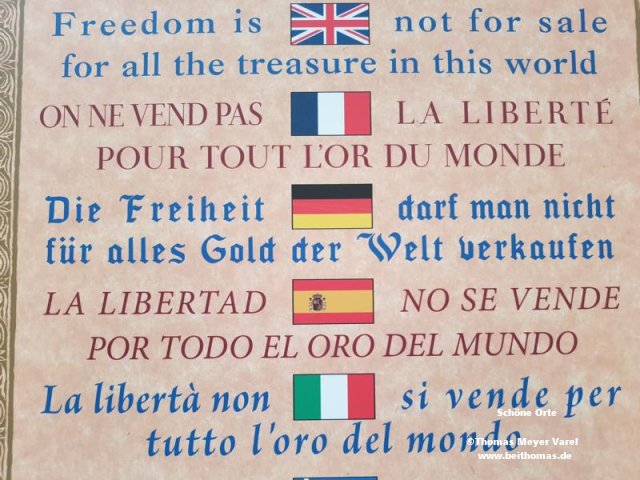 Freedom is not for sale
for all the treasure in this world
ON NE VEND PAS LA LIBERTÉ
POUR TOUT L'OR DU MONDE
Die Freiheit darf man nicht
für alles Gold der Welt verkaufen
LA LIBERTAD NO SE VENDE
POR TODO EL ORO DEL MUNDO
La libertà non si vende per
tutto l'oro del mondo
Schöne Orte
©Thomas Meyer Varel
www.beithomas.de